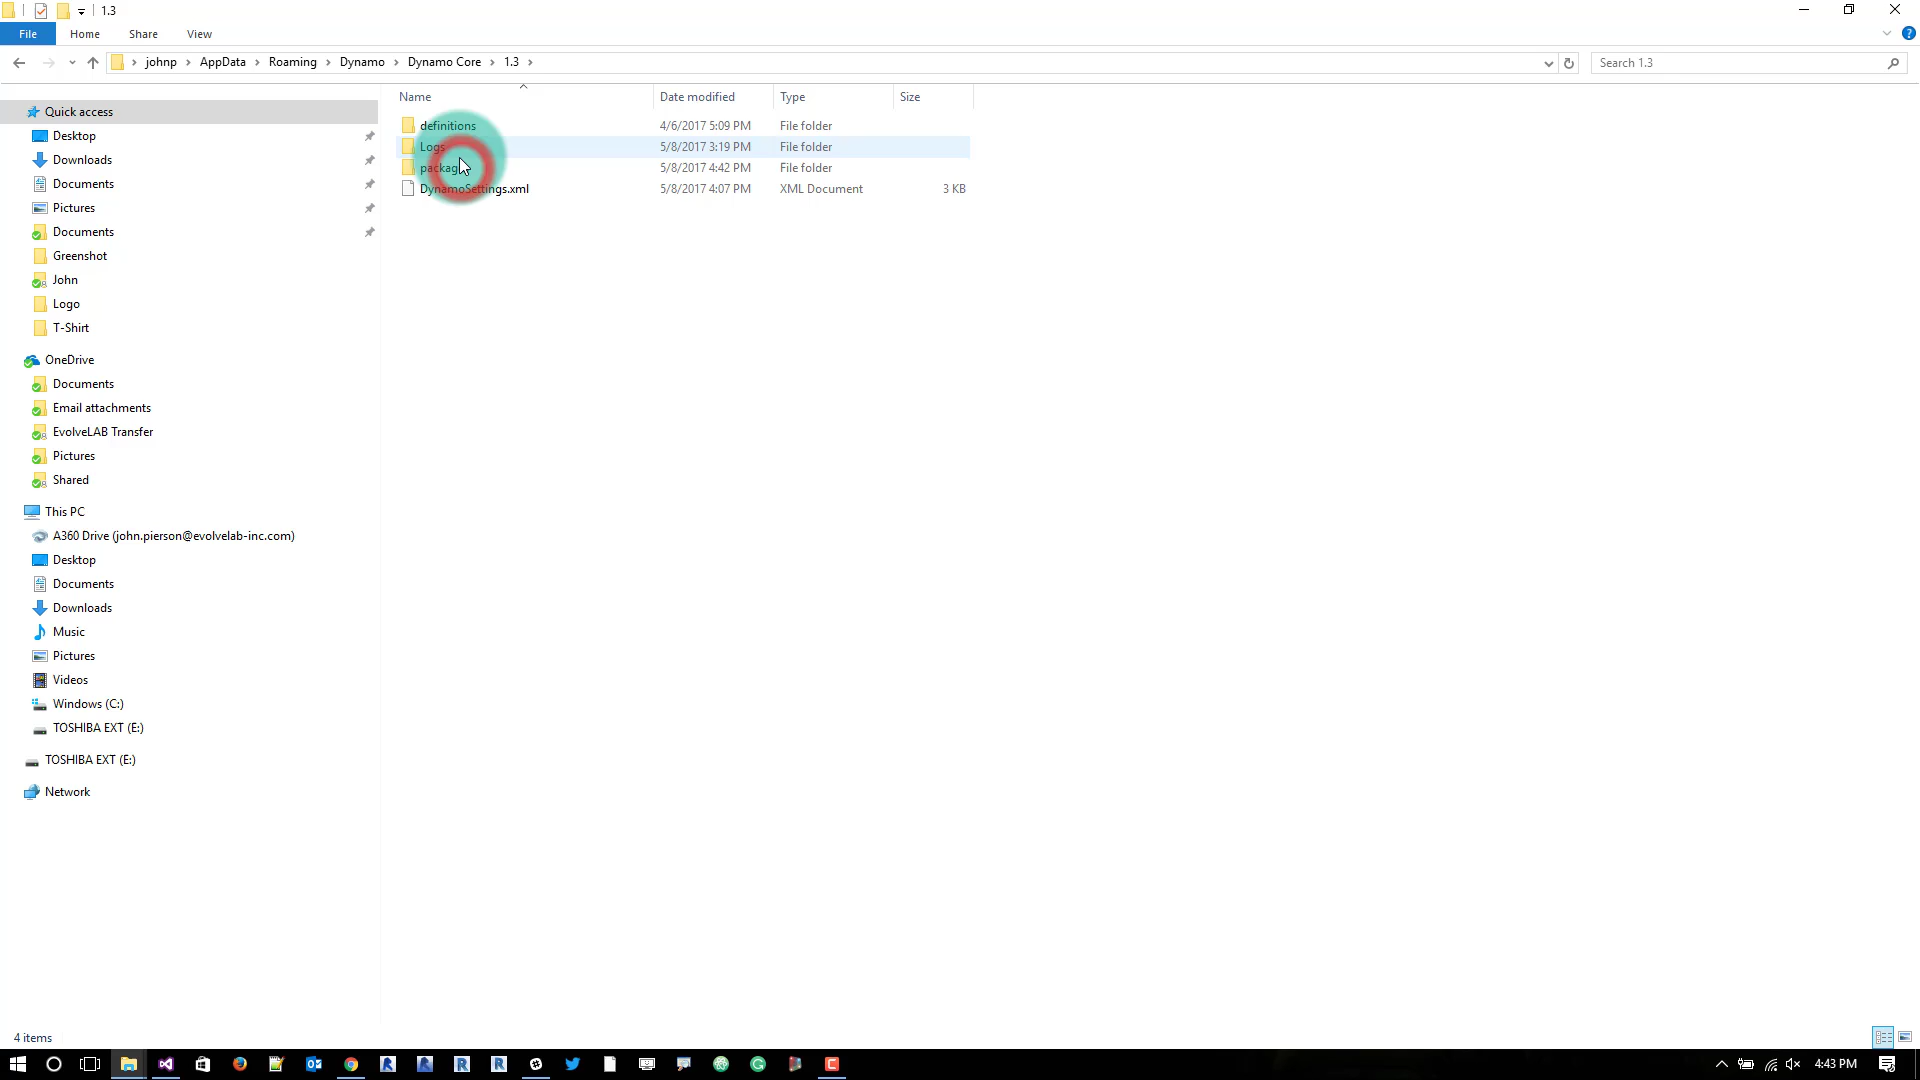 1.3
File Home Share View
johnp AppData Roaming Dynamo Dynamo Core 1.3
Search 1.3
Name Date modified Type Size
definitions 4/6/2017 5:09 PM File folder
Logs 5/8/2017 3:19 PM File folder
5/8/2017 4:42 PM File folder
DynamoSettings.xml 5/8/2017 4:07 PM XML Document 3 KB
Quick access
Desktop
Downloads
Documents
Pictures
Documents
Greenshot
John
Logo
T-Shirt
OneDrive
Documents
Email attachments
EvolveLAB Transfer
Pictures
Shared
This PC
A360 Drive (john.pierson@evolvelab-inc.com)
Desktop
Documents
Downloads
Music
Pictures
Videos
Windows (C:)
TOSHIBA EXT (E:)
TOSHIBA EXT (E:)
Network
4 items
4:43 PM